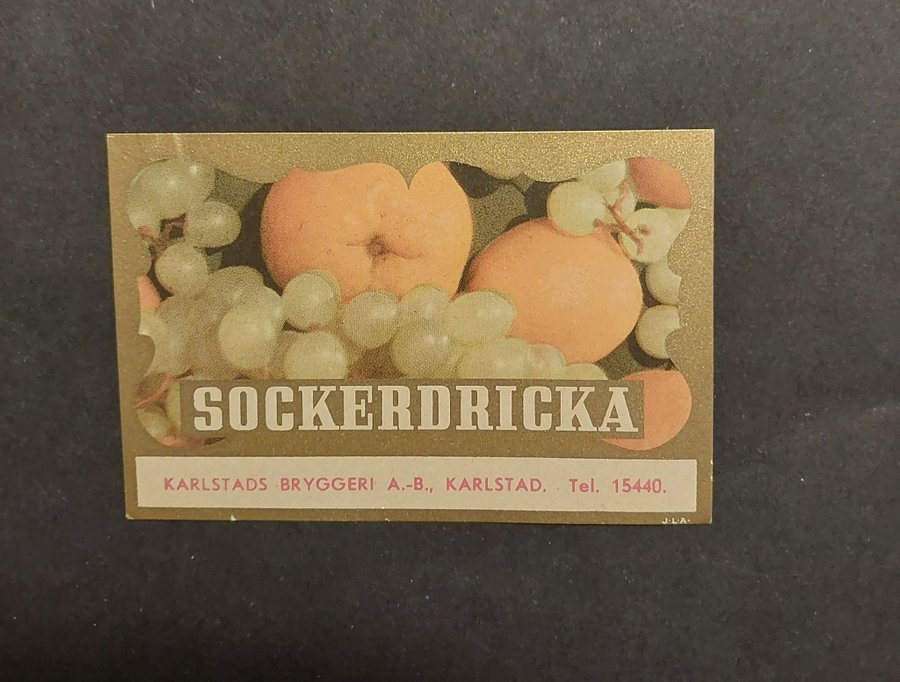 SOCKERDRICKA
KARLSTADS BRYGGERI A.-B., KARLSTAD. Tel. 15440.
J.L.A.